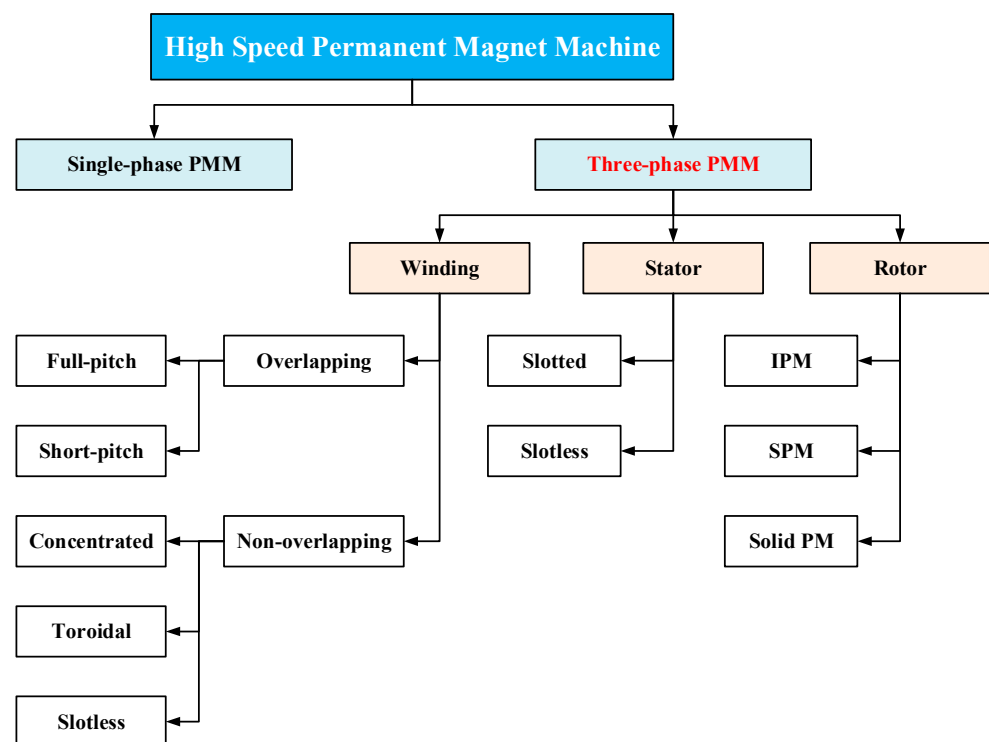 High Speed Permanent Magnet Machine
Single-phase PMM
Three-phase PMM
Winding
Stator
Rotor
Full-pitch
Overlapping
Slotted
IPM
Short-pitch
Slotless
SPM
Concentrated
Non-overlapping
Solid PM
Toroidal
Slotless